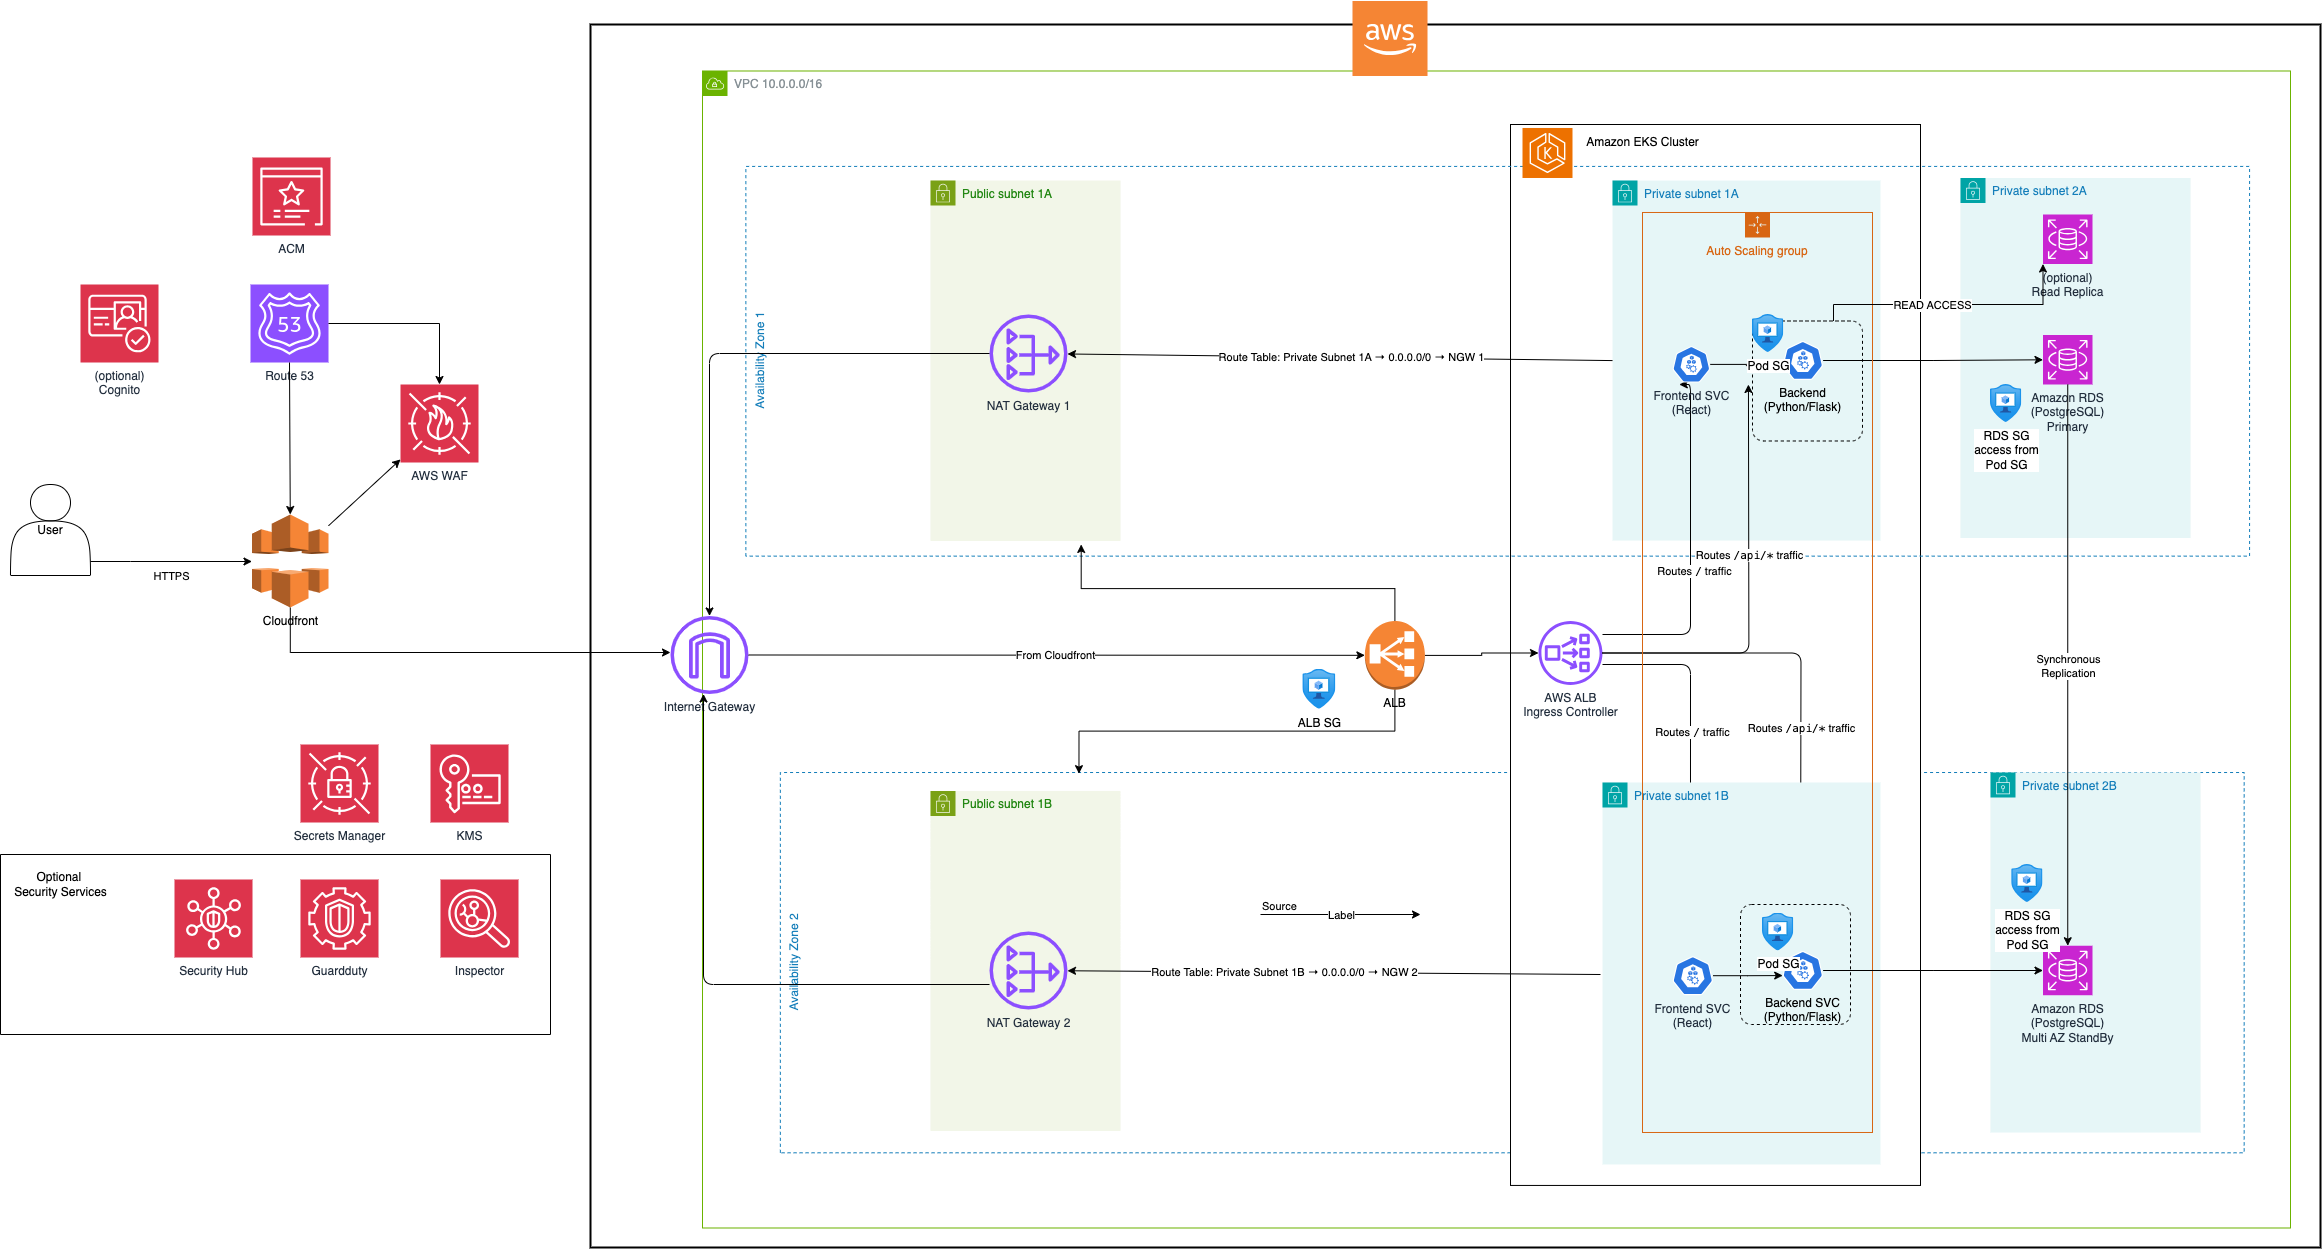 aws
VPC 10.0.0.0/16
Amazon EKS Cluster
K
ACM
(optional)
Cognito
53
Route 53
AWS WAF
User
HTTPS
Cloudfront
Secrets Manager
KMS
Optional
Security Services
Security Hub
Guardduty
Inspector
Availability Zone 1
Public subnet 1A
NAT Gateway 1
Route Table: Private Subnet 1A → 0.0.0.0/0 → NGW 1
Private subnet 1A
Auto Scaling group
Frontend SVC
(React)
Pod SG
Backend
(Python/Flask)
READ ACCESS
Private subnet 2A
(optional)
Read Replica
Amazon RDS
(PostgreSQL)
Primary
RDS SG
access from
Pod SG
Routes /api/* traffic
Routes / traffic
Internet Gateway
From Cloudfront
ALB SG
ALB
AWS ALB
Ingress Controller
Routes / traffic
Routes /api/* traffic
Synchronous
Replication
Availability Zone 2
Public subnet 1B
NAT Gateway 2
Source
Label
Route Table: Private Subnet 1B → 0.0.0.0/0 → NGW 2
Private subnet 1B
Frontend SVC
(React)
Pod SG
Backend SVC
(Python/Flask)
Private subnet 2B
RDS SG
access from
Pod SG
Amazon RDS
(PostgreSQL)
Multi AZ StandBy